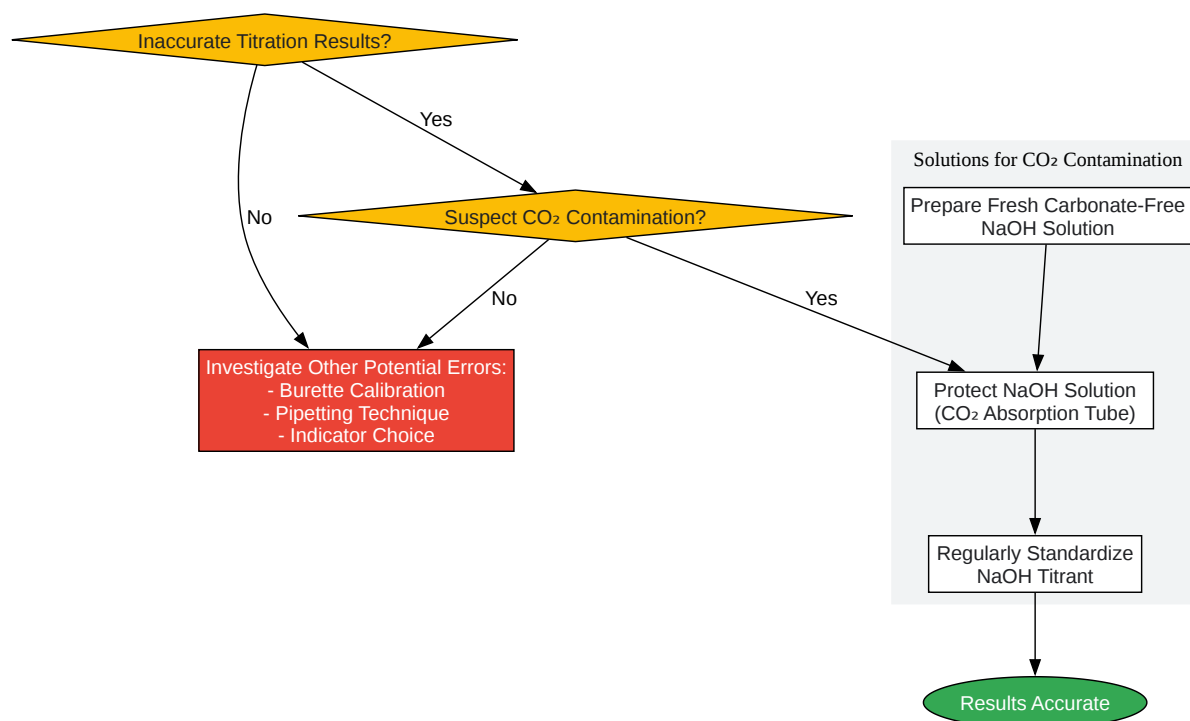 Inaccurate Titration Results?
Yes
No
Solutions for CO₂ Contamination
Prepare Fresh Carbonate-Free
NaOH Solution
Suspect CO₂ Contamination?
No
Yes
Investigate Other Potential Errors:
- Burette Calibration
- Pipetting Technique
- Indicator Choice
Protect NaOH Solution
(CO₂ Absorption Tube)
Regularly Standardize
NaOH Titrant
Results Accurate